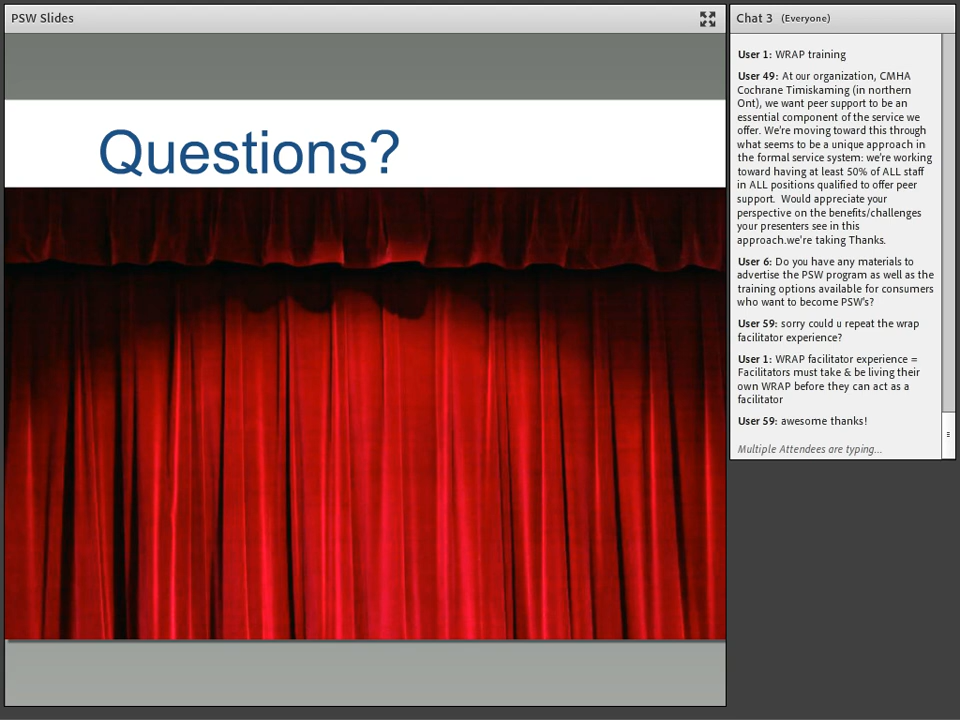 PSW Slides
Questions?
Chat 3 (Everyone)
User 1: WRAP training
User 49: At our organization, CMHA
Cochrane Timiskaming (in northern
Ont), we want peer support to be an
essential component of the service we
offer. We're moving toward this through
what seems to be a unique approach in
the formal service system: we're working
toward having at least 50% of ALL staff
in ALL positions qualified to offer peer
support. Would appreciate your
perspective on the benefits/challenges
your presenters see in this
approach.we're taking Thanks.
User 6: Do you have any materials to
advertise the PSW program as well as the
training options available for consumers
who want to become PSW's?
User 59: sorry could u repeat the wrap
facilitator experience?
User 1: WRAP facilitator experience =
Facilitators must take & be living their
own WRAP before they can act as a
facilitator
User 59: awesome thanks!
Multiple Attendees are typing...